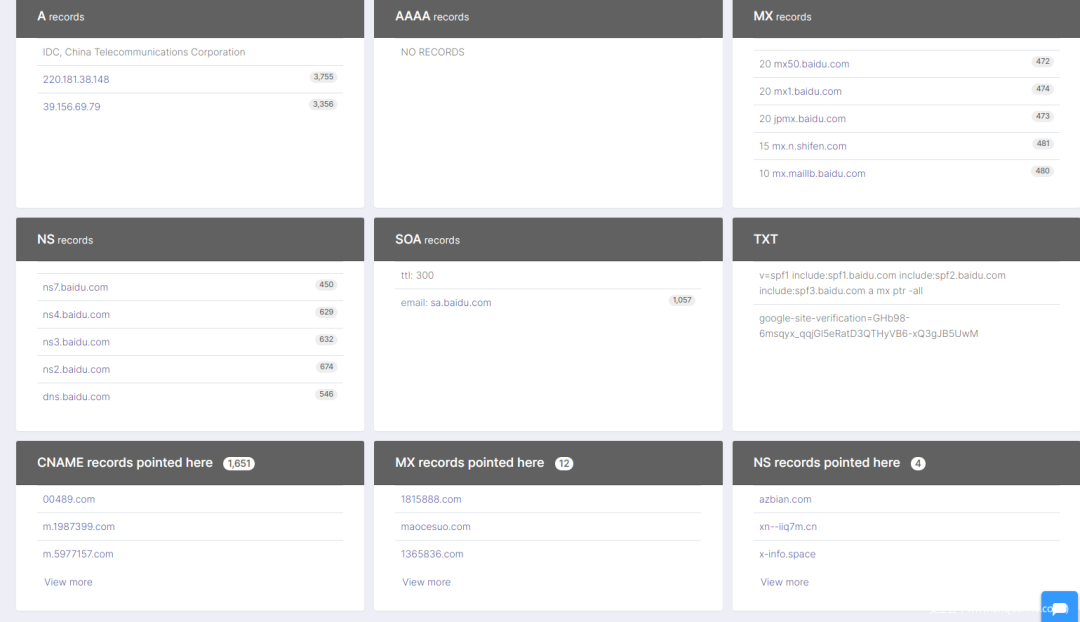 A records
IDC, China Telecommunications Corporation
220.181.38.148 3,755
39.156.69.79 3,356
AAAA records
NO RECORDS
MX records
20 mx50.baidu.com 472
20 mx1.baidu.com 474
20 jpmx.baidu.com 473
15 mx.n.shifen.com 481
10 mx.maillb.baidu.com 480
NS records
ns7.baidu.com 450
ns4.baidu.com 629
ns3.baidu.com 632
ns2.baidu.com 674
dns.baidu.com 546
SOA records
ttl: 300
email: sa.baidu.com 1,057
TXT
v=spf1 include:spf1.baidu.com include:spf2.baidu.com
include:spf3.baidu.com a mx ptr -all
google-site-verification=GHb98-
6msqyx_qqjGl5eRatD3QTHyVB6-xQ3gJB5UwM
CNAME records pointed here 1,651
00489.com
m.1987399.com
m.5977157.com
View more
MX records pointed here 12
1815888.com
maocesuo.com
1365836.com
View more
NS records pointed here 4
azbian.com
xn--iiq7m.cn
x-info.space
View more